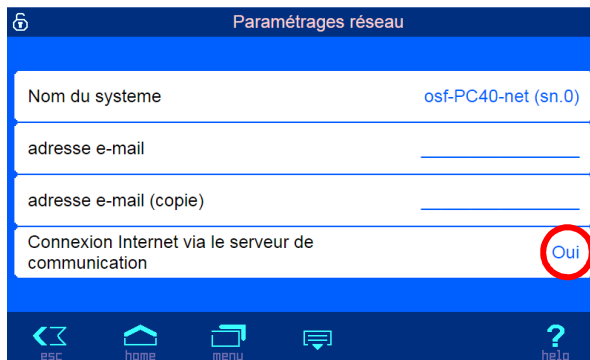 Paramétrages réseau
Nom du systeme osf-PC40-net (sn.0)
adresse e-mail
adresse e-mail (copie)
Connexion Internet via le serveur de
communication
Oui
esc home menu ? help